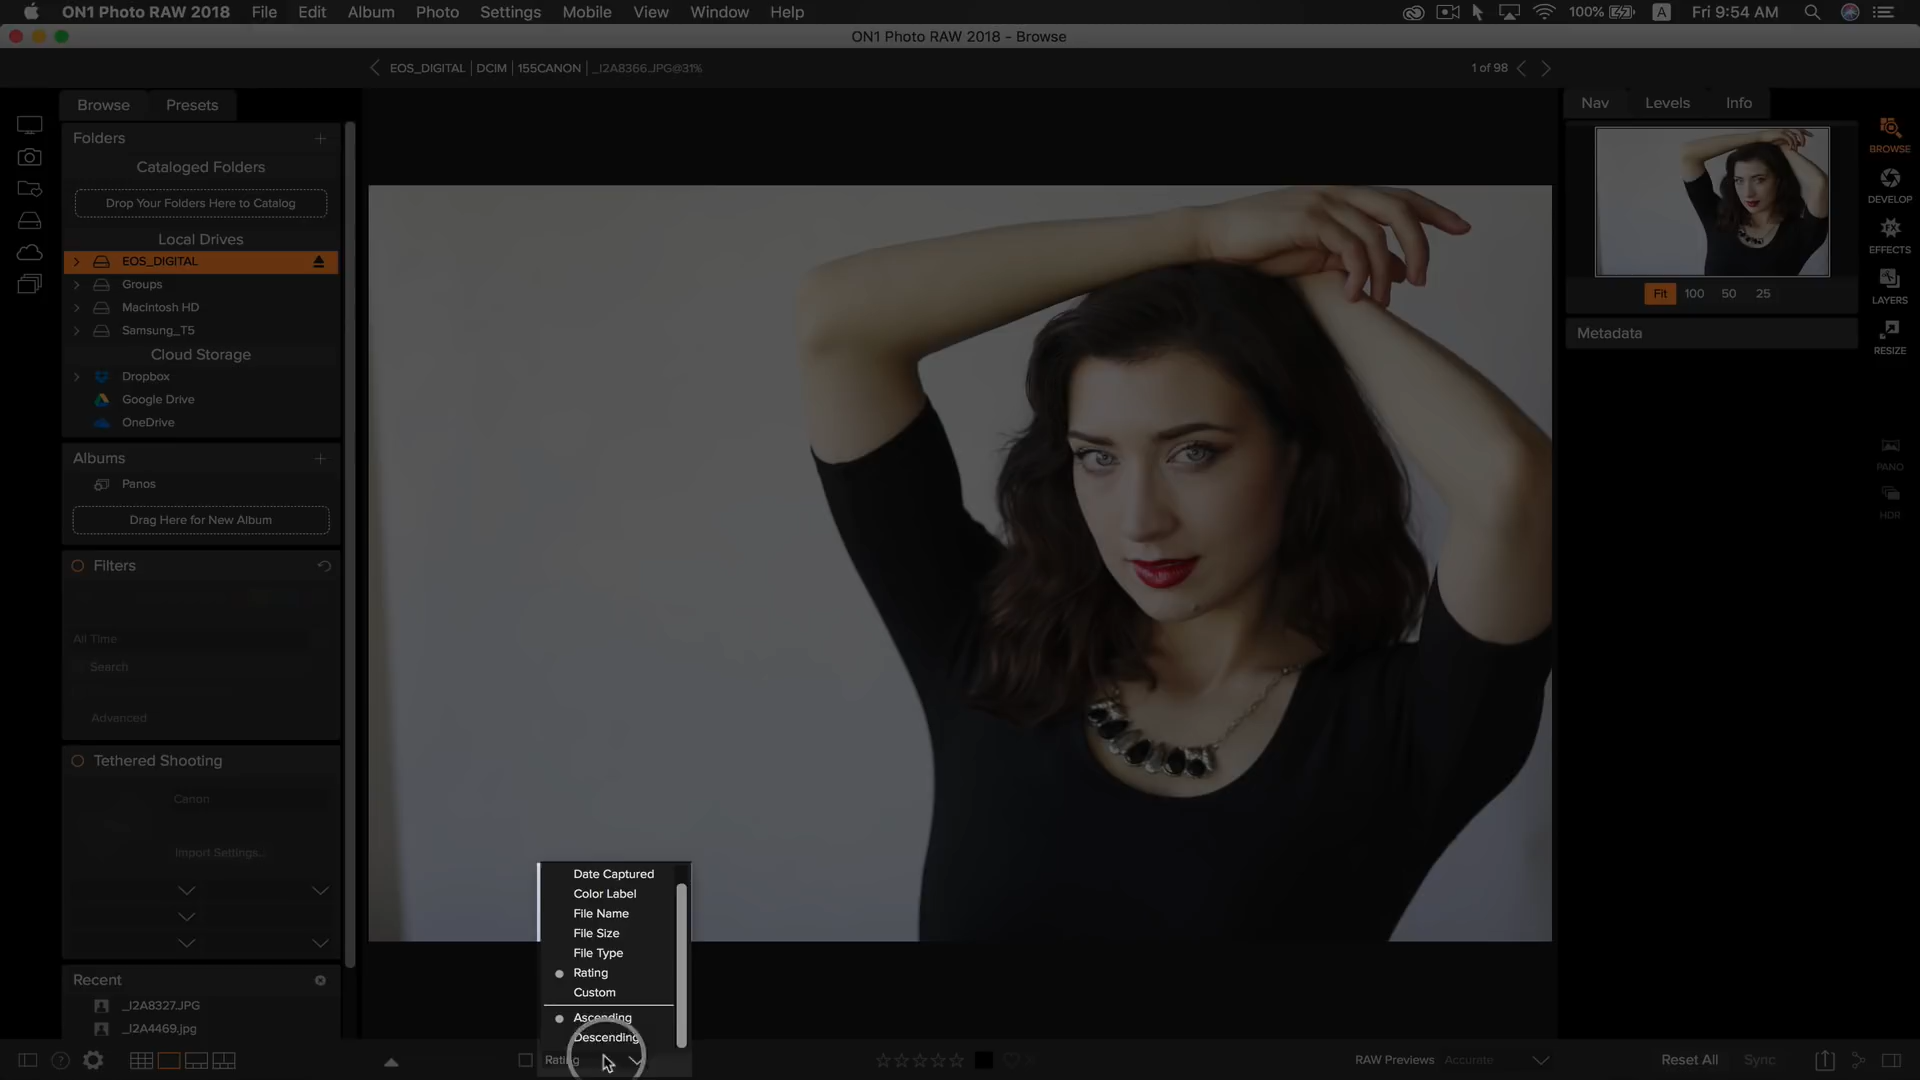 ON1 Photo RAW 2018 File Edit Album Photo Settings Mobile View Window Help 100% A Fri 9:54 AM
ON1 Photo RAW 2018 - Browse
EOS_DIGITAL | DCIM | 155CANON | _I2A8366.JPG@31% 1 of 98
Browse Presets
Nav Levels Info
Folders
Cataloged Folders
Drop Your Folders Here to Catalog
Local Drives
EOS_DIGITAL
Groups
Macintosh HD
Samsung_T5
Cloud Storage
Dropbox
Google Drive
OneDrive
Albums
Panos
Drag Here for New Album
Filters
All Time
Search
Advanced
Tethered Shooting
Canon
Import Settings...
Recent
_I2A8327.JPG
_I2A4469.jpg
Fit 100 50 25
Metadata
BROWSE
DEVELOP
EFFECTS
LAYERS
RESIZE
PANO
HDR
Date Captured
Color Label
File Name
File Size
File Type
Rating
Custom
Ascending
Descending
Rating
RAW Previews Accurate Reset All Sync